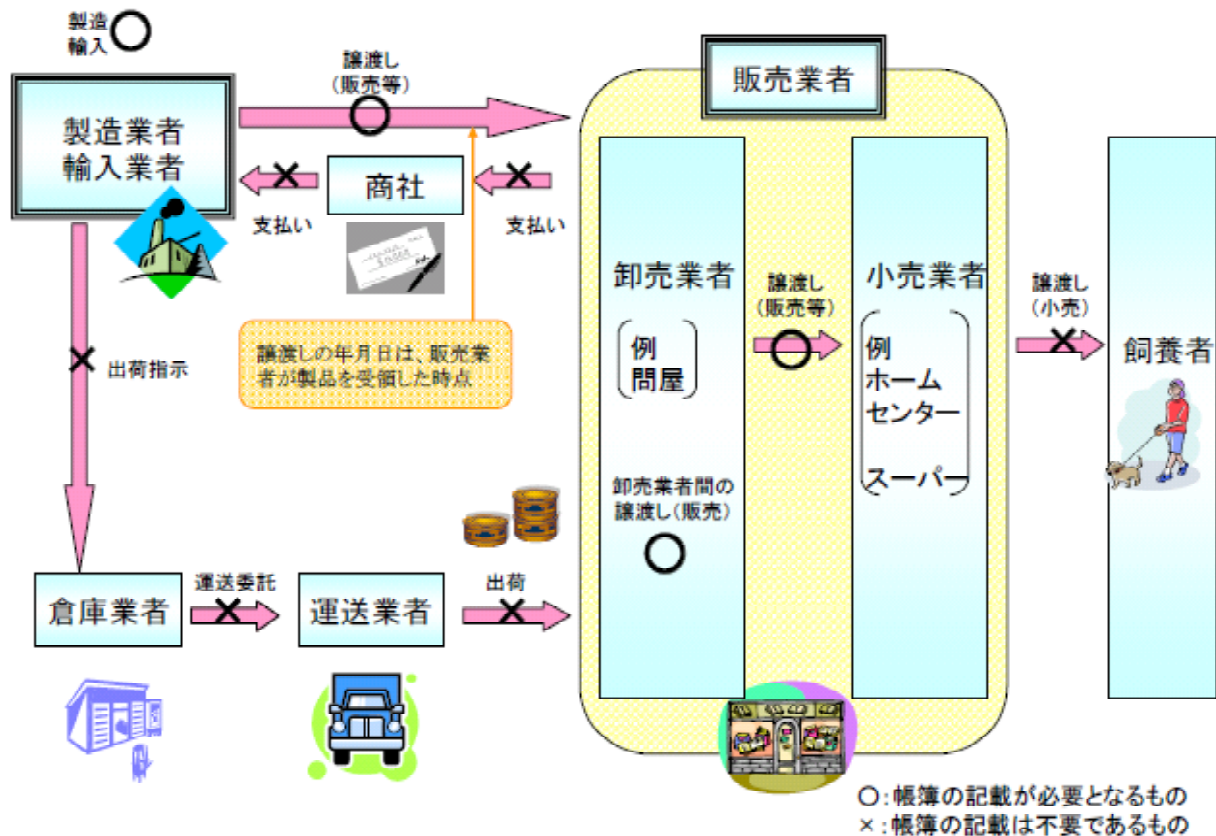 製造
輸入
製造業者
輸入業者
譲渡し
(販売等)
販売業者
商社
支払い
支払い
譲渡しの年月日は、販売業
者が製品を受領した時点
出荷指示
卸売業者
例
問屋
卸売業者間の
譲渡し(販売)
譲渡し
(販売等)
小売業者
例
ホーム
センター
スーパー
譲渡し
(小売)
飼養者
倉庫業者
運送委託
運送業者
出荷
○:帳簿の記載が必要となるもの
×:帳簿の記載は不要であるもの